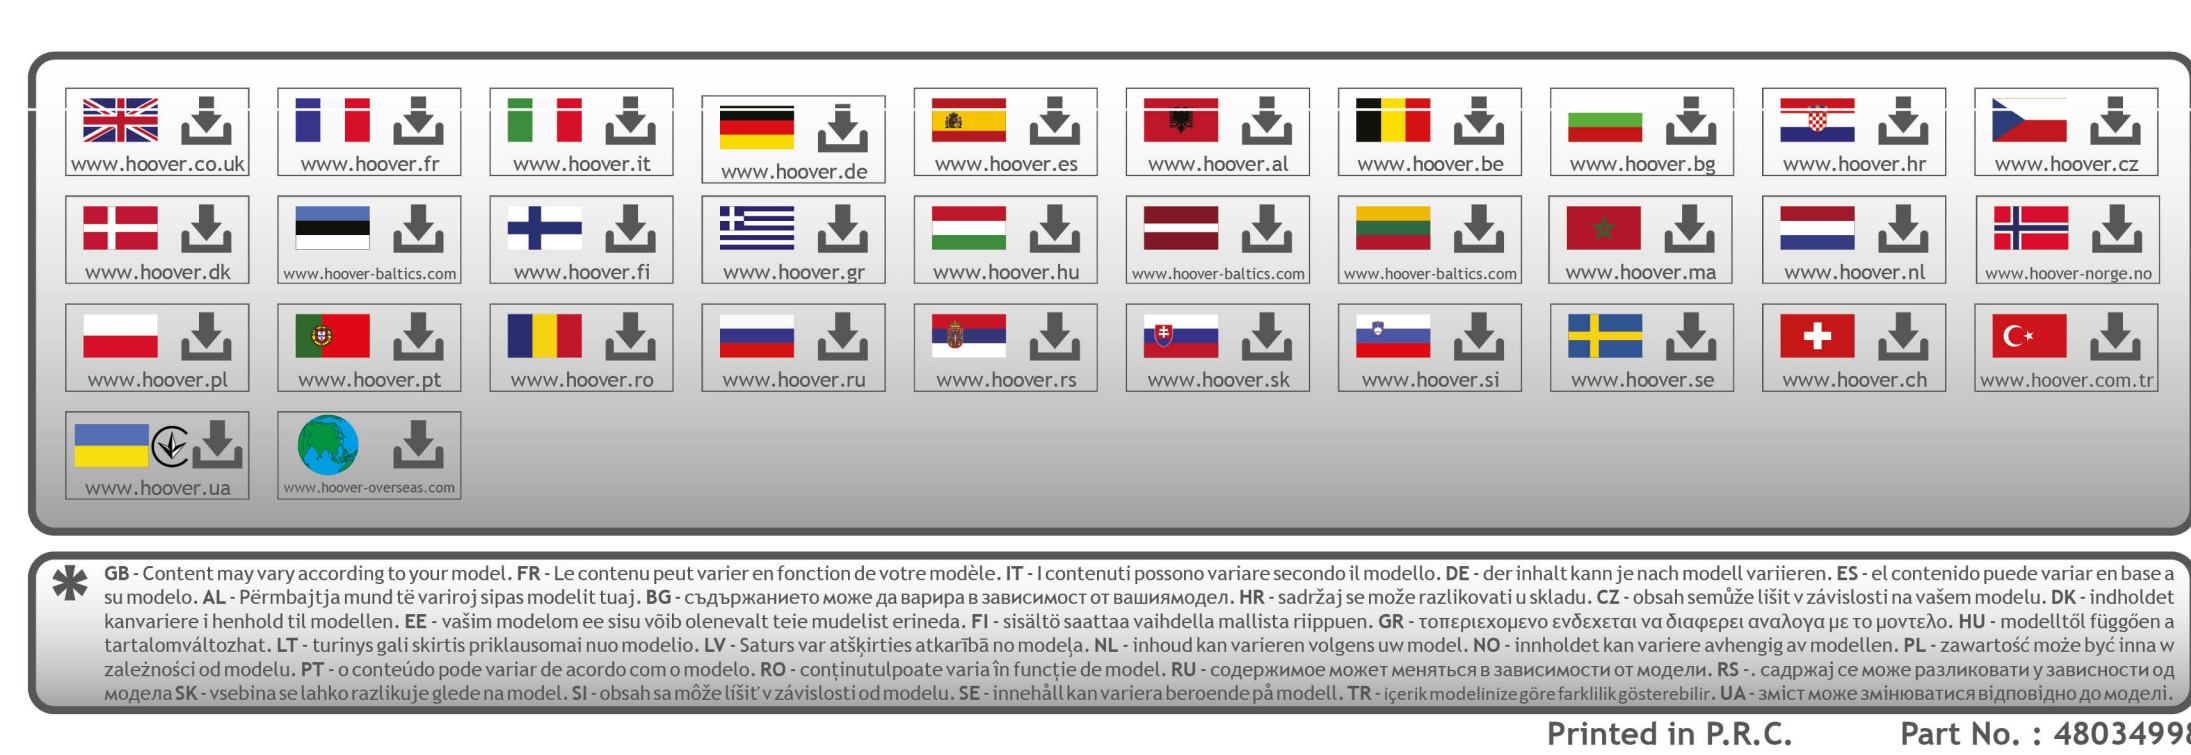 www.hoover.co.uk www.hoover.fr www.hoover.it www.hoover.de www.hoover.es www.hoover.al www.hoover.be www.hoover.bg www.hoover.hr www.hoover.cz
www.hoover.dk www.hoover-baltics.com www.hoover.fi www.hoover.gr www.hoover.hu www.hoover-baltics.com www.hoover-baltics.com www.hoover.ma www.hoover.nl www.hoover-norge.no
www.hoover.pl www.hoover.pt www.hoover.ro www.hoover.ru www.hoover.rs www.hoover.sk www.hoover.si www.hoover.se www.hoover.ch www.hoover.com.tr
www.hoover.ua www.hoover-overseas.com
* GB - Content may vary according to your model. FR - Le contenu peut varier en fonction de votre modèle. IT - I contenuti possono variare secondo il modello. DE - der inhalt kann je nach modell variieren. ES - el contenido puede variar en base a
su modelo. AL - Përmbajtja mund të variroj sipas modelit tuaj. BG - съдържанието може да варира в зависимост от вашиямодел. HR - sadržaj se može razlikovati u skladu. CZ - obsah semůže lišit v závislosti na vašem modelu. DK - indholdet
kanvariere i henhold til modellen. EE - vašim modelom ee sisu võib olenevalt teie mudelist erineda. FI - sisältö saattaa vaihdella mallista riippuen. GR - τοπεριεχομενο ενδεχεται να διαφερει αναλογα με το μοντελο. HU - modelltől függően a
tartalomváltozhat. LT - turinys gali skirtis priklausomai nuo modelio. LV - Saturs var atšķirties atkarībā no modeļa. NL - inhoud kan varieren volgens uw model. NO - innholdet kan variere avhengig av modellen. PL - zawartość może być inna w
zależności od modelu. PT - o conteúdo pode variar de acordo com o modelo. RO - conținutulpoate varia în funcție de model. RU - содержимое может меняться в зависимости от модели. RS -. садржај се може разликовати у зависности од
модела SK - vsebina se lahko razlikuje glede na model. SI - obsah sa môže líšiť v závislosti od modelu. SE - innehåll kan variera beroende på modell. TR - içerik modelinize göre farklilik gösterebilir. UA - зміст може змінюватися відповідно до моделі.
Printed in P.R.C. Part No. : 48034998